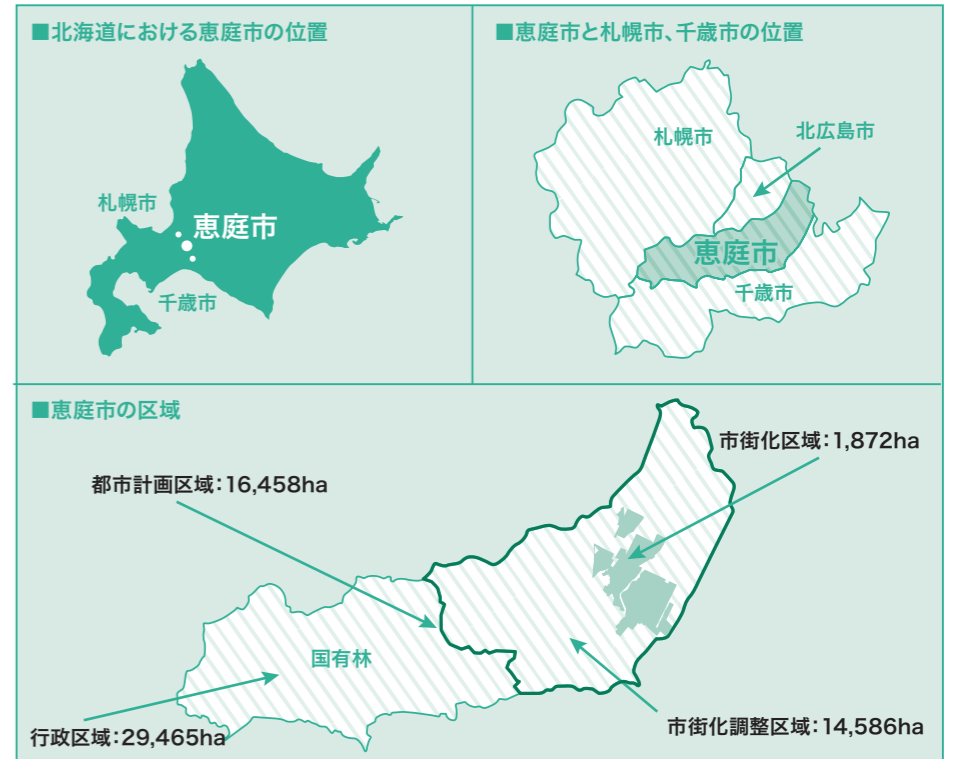 ■北海道における恵庭市の位置
札幌市
恵庭市
千歳市
■恵庭市と札幌市、千歳市の位置
札幌市
北広島市
恵庭市
千歳市
■恵庭市の区域
市街化区域：1,872ha
都市計画区域：16,458ha
国有林
行政区域：29,465ha
市街化調整区域：14,586ha